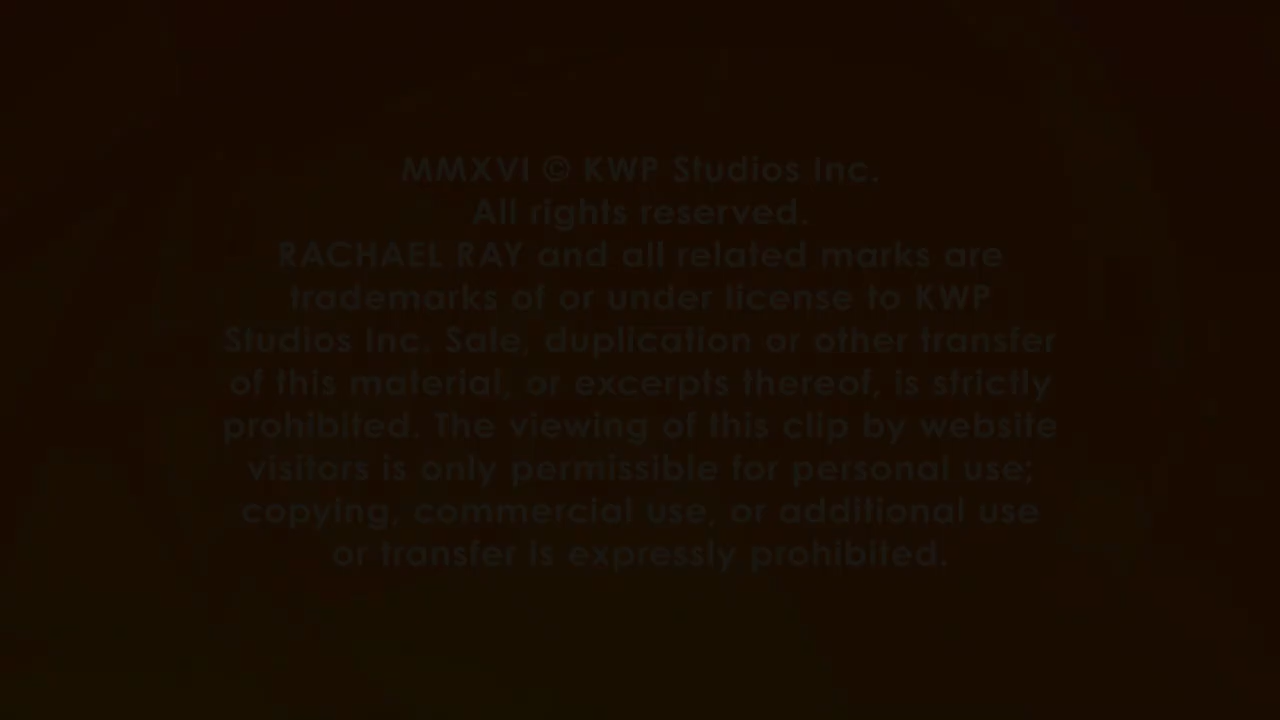 MMXVI © KWP Studios Inc.
All rights reserved.
RACHAEL RAY and all related marks are
trademarks of or under license to KWP
Studios Inc. Sale, duplication or other transfer
of this material, or excerpts thereof, is strictly
prohibited. The viewing of this clip by website
visitors is only permissible for personal use;
copying, commercial use, or additional use
or transfer is expressly prohibited.